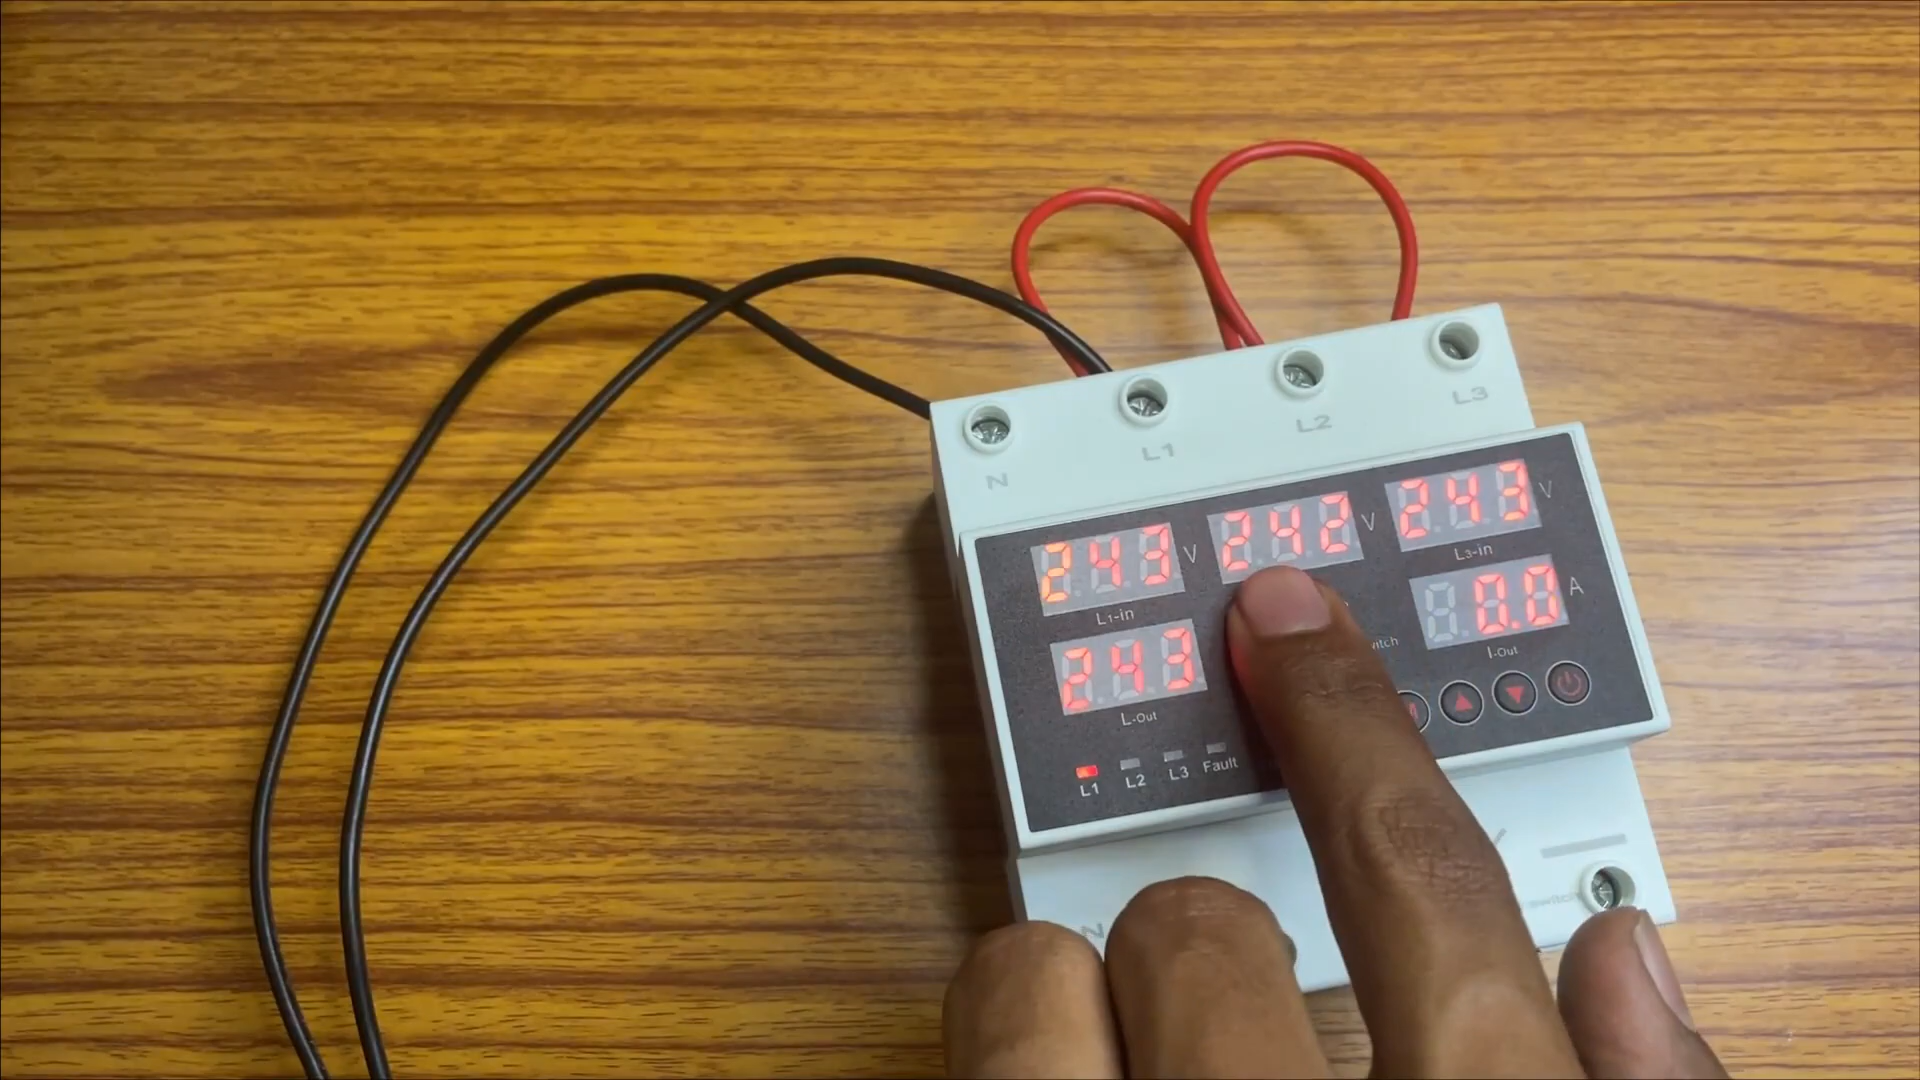 N L1 L2 L3
243 V 242 V 243 V
L1-in L3-in
243 0.0 A
L-Out I-Out
L1 L2 L3 Fault
N